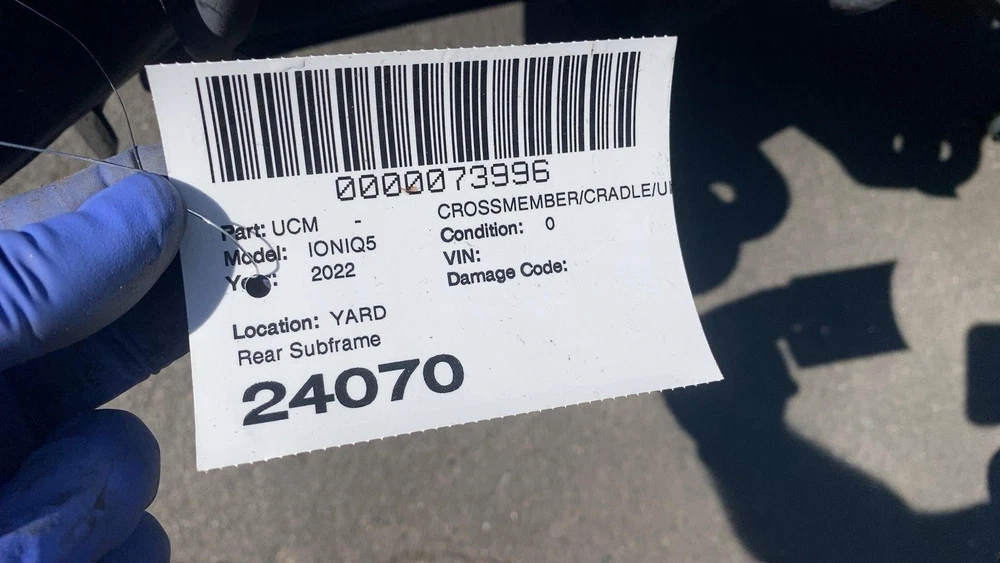 0000073996
Part: UCM - CROSSMEMBER/CRADLE/U
Model: IONIQ5 Condition: 0
2022 VIN:
Damage Code:
Location: YARD
Rear Subframe
24070